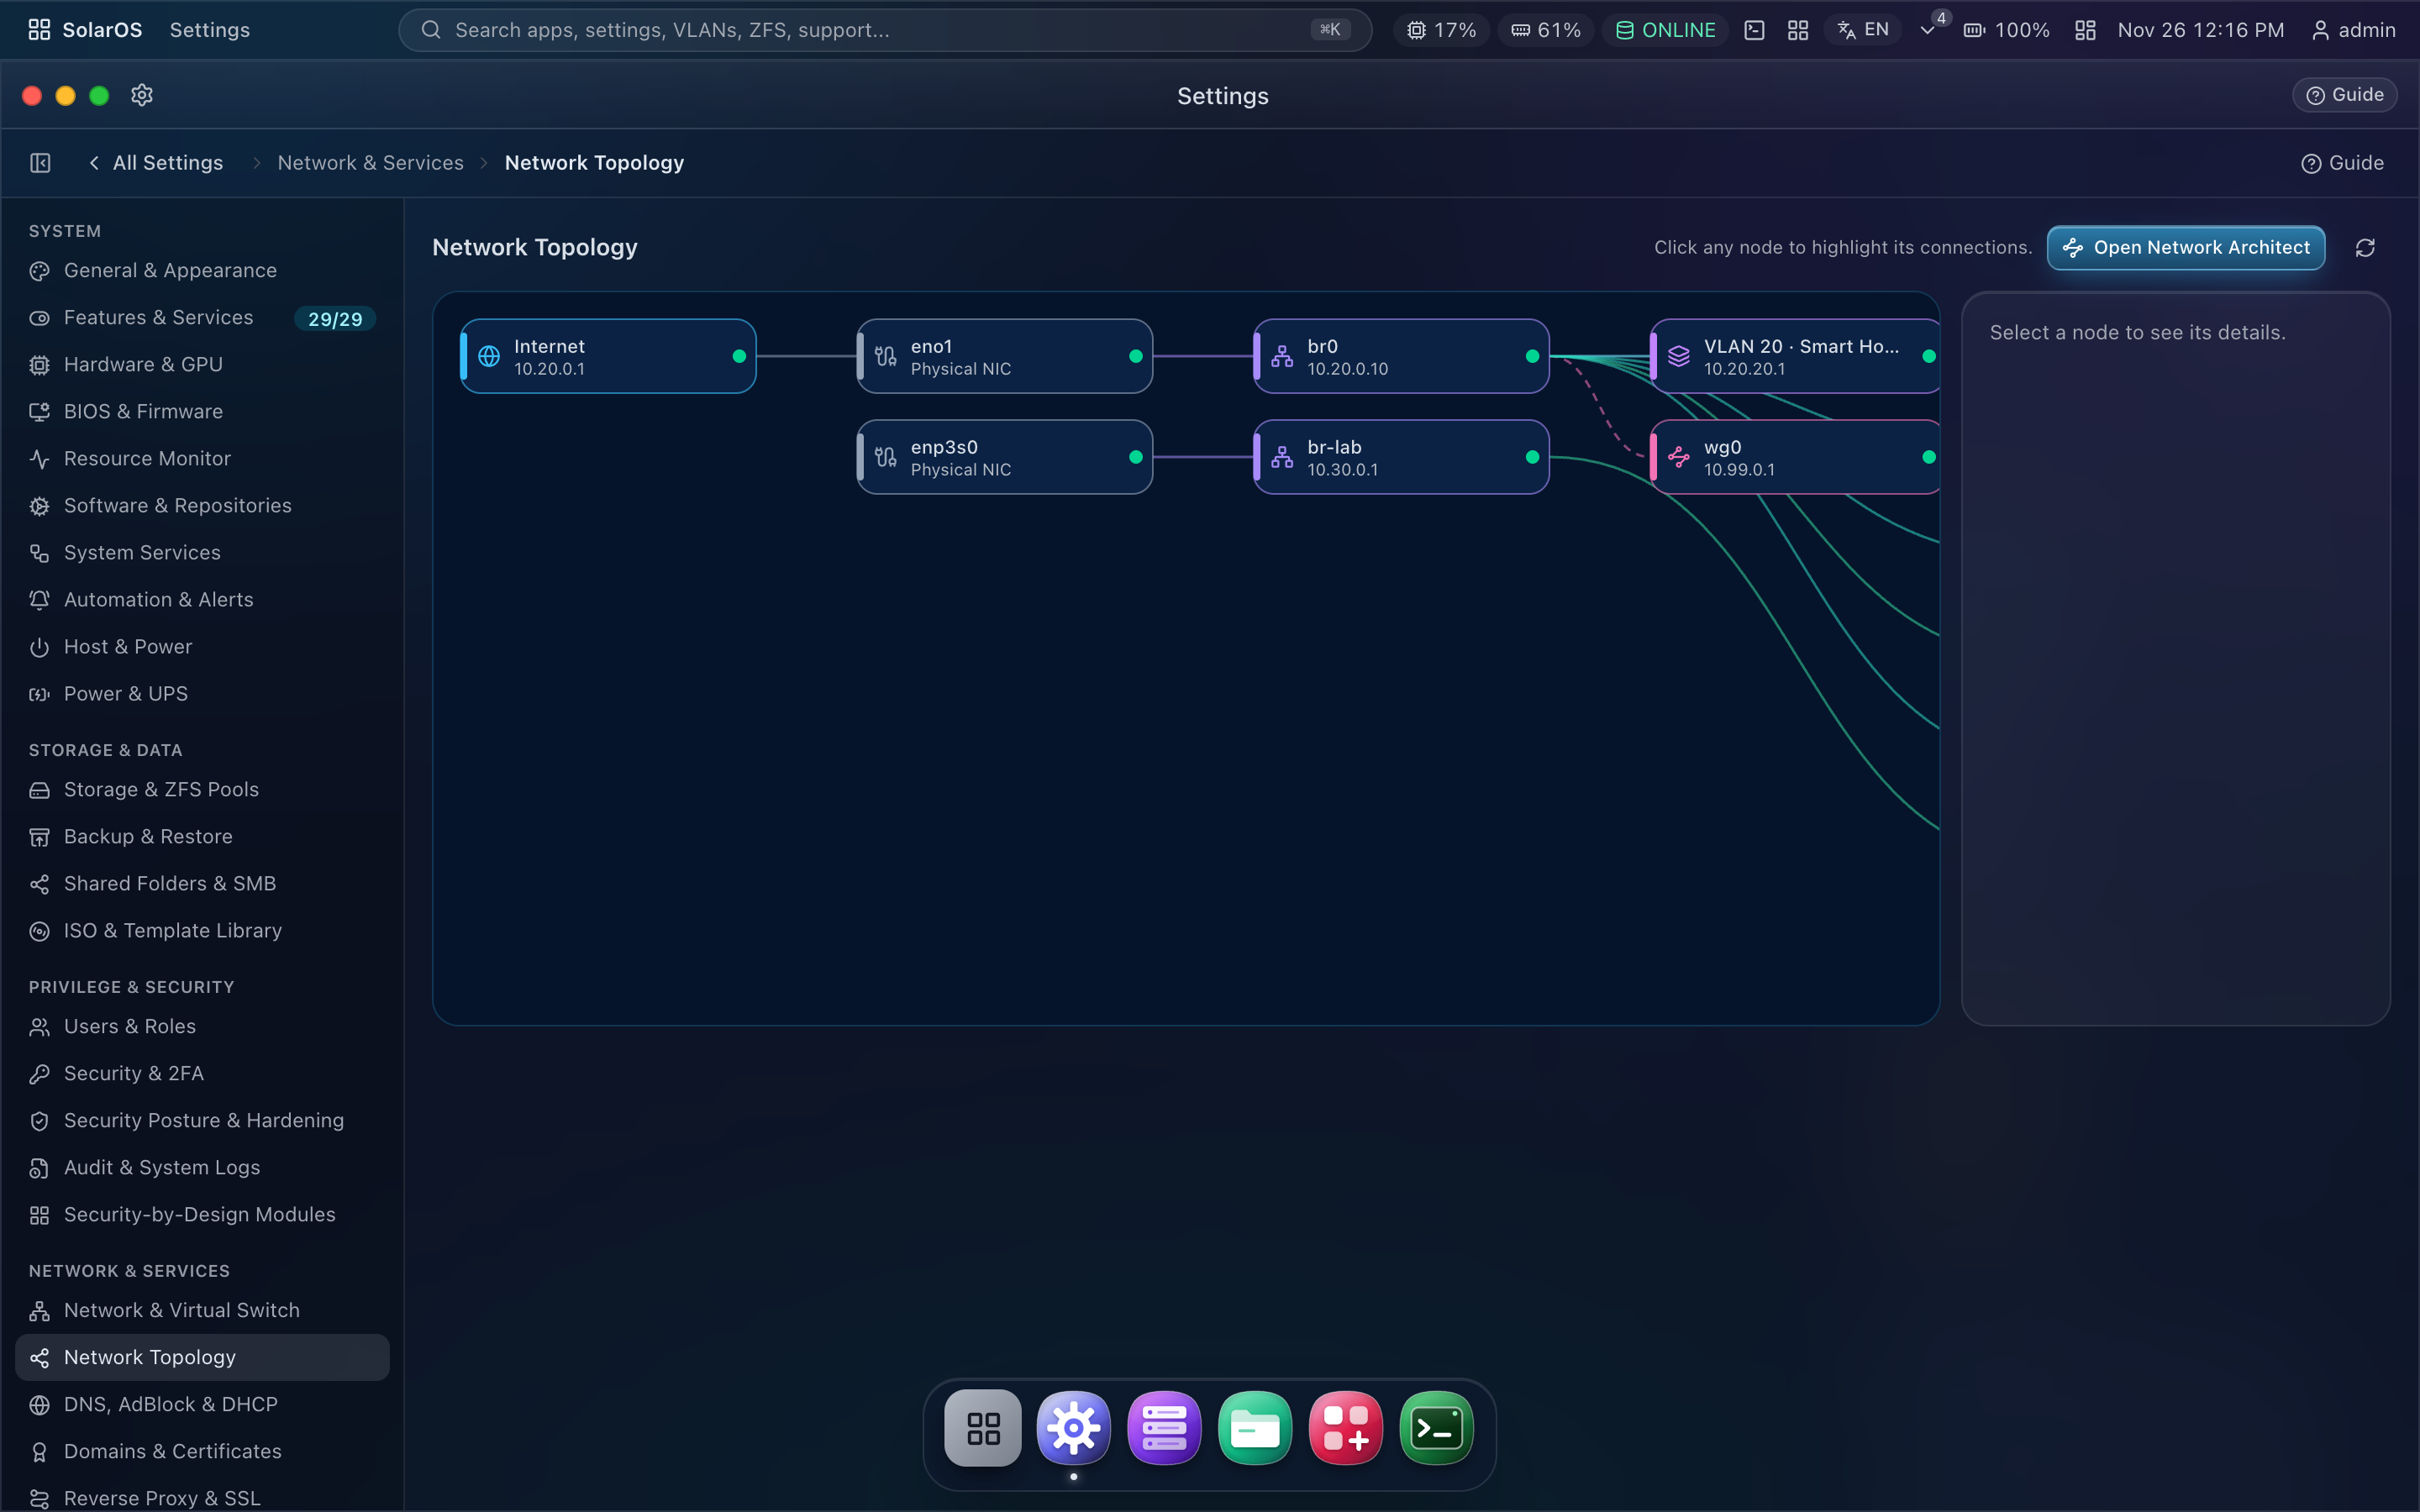 SolarOS Settings Search apps, settings, VLANs, ZFS, support... ⌘K 17% 61% ONLINE EN 4 100% Nov 26 12:16 PM admin
Settings Guide
All Settings Network & Services Network Topology Guide
SYSTEM
General & Appearance
Features & Services 29/29
Hardware & GPU
BIOS & Firmware
Resource Monitor
Software & Repositories
System Services
Automation & Alerts
Host & Power
Power & UPS
STORAGE & DATA
Storage & ZFS Pools
Backup & Restore
Shared Folders & SMB
ISO & Template Library
PRIVILEGE & SECURITY
Users & Roles
Security & 2FA
Security Posture & Hardening
Audit & System Logs
Security-by-Design Modules
NETWORK & SERVICES
Network & Virtual Switch
Network Topology
DNS, AdBlock & DHCP
Domains & Certificates
Reverse Proxy & SSL
Network Topology Click any node to highlight its connections. Open Network Architect
Internet
10.20.0.1
eno1
Physical NIC
br0
10.20.0.10
VLAN 20 · Smart Ho...
10.20.20.1
enp3s0
Physical NIC
br-lab
10.30.0.1
wg0
10.99.0.1
Select a node to see its details.